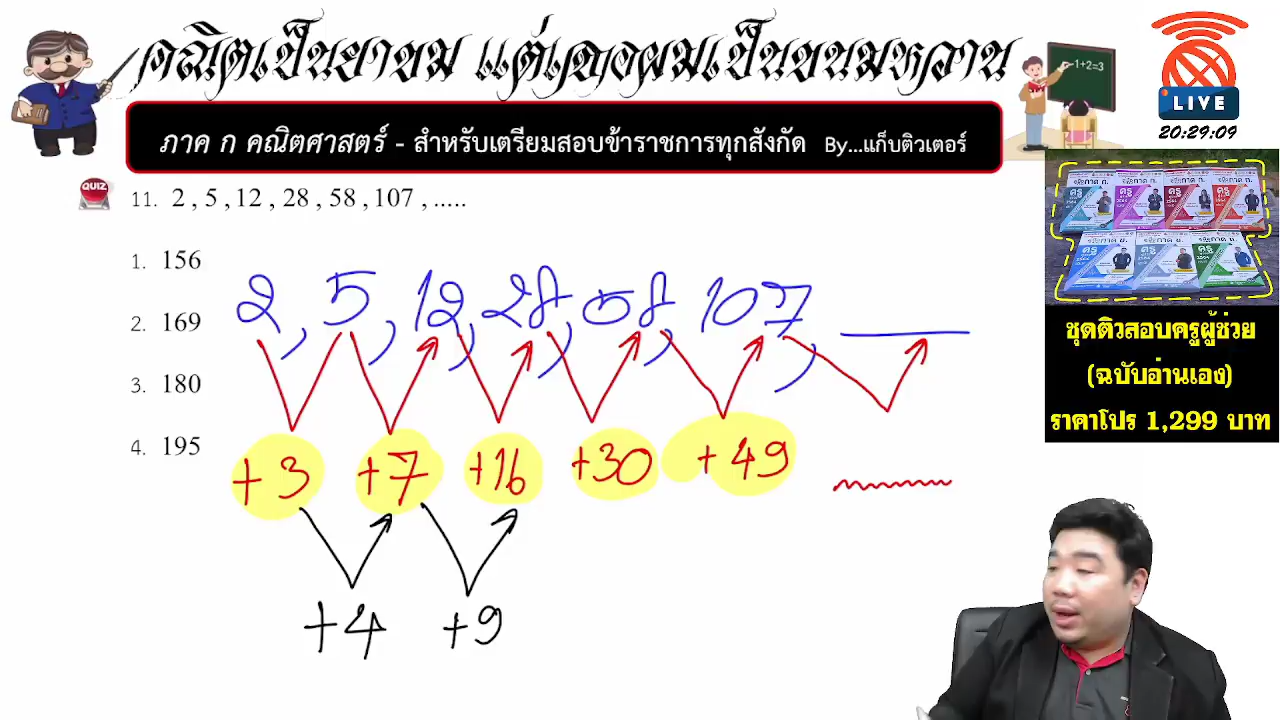 คณิตเป็นยาขม แต่เจอผมเป็นขนมหวาน
1+2=3
LIVE
20:29:09
ภาค ก คณิตศาสตร์ - สำหรับเตรียมสอบข้าราชการทุกสังกัด By...แก็บติวเตอร์
QUIZ
11. 2 , 5 , 12 , 28 , 58 , 107 , .....
1. 156
2. 169
3. 180
4. 195
2, 5, 12, 28, 58, 107,
+3 +7 +16 +30 +49
+4 +9
ชุดติวสอบครูผู้ช่วย
(ฉบับอ่านเอง)
ราคาโปร 1,299 บาท